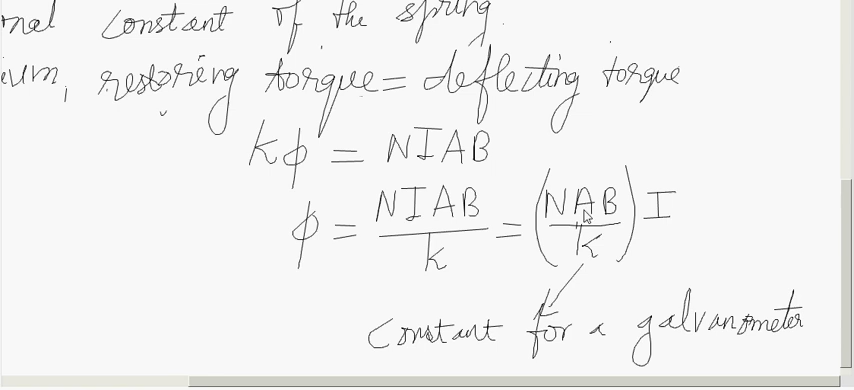 nal constant of the spring.
ium, restoring torque = deflecting torque
kϕ = NIAB
ϕ = NIAB/k = (NAB/k) I
constant for a galvanometer